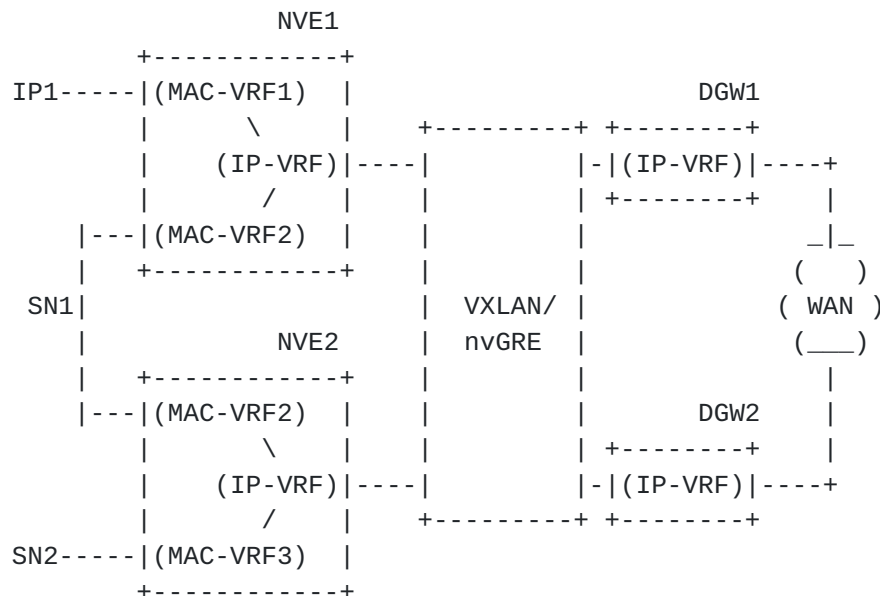 NVE1
+------------+
IP1-----|(MAC-VRF1)  |                      DGW1
|      \     |    +---------+ +--------+
|    (IP-VRF)|----|         |-|(IP-VRF)|----+
|      /     |    |         | +--------+    |
|---|(MAC-VRF2)  |    |         |              _|_
|   +------------+    |         |             (   )
SN1|                     |  VXLAN/ |            ( WAN )
|            NVE2     |  nvGRE  |             (___)
|   +------------+    |         |               |
|---|(MAC-VRF2)  |    |         |       DGW2    |
|      \     |    |         | +--------+    |
|    (IP-VRF)|----|         |-|(IP-VRF)|----+
|      /     |    +---------+ +--------+
SN2-----|(MAC-VRF3)  |
+------------+